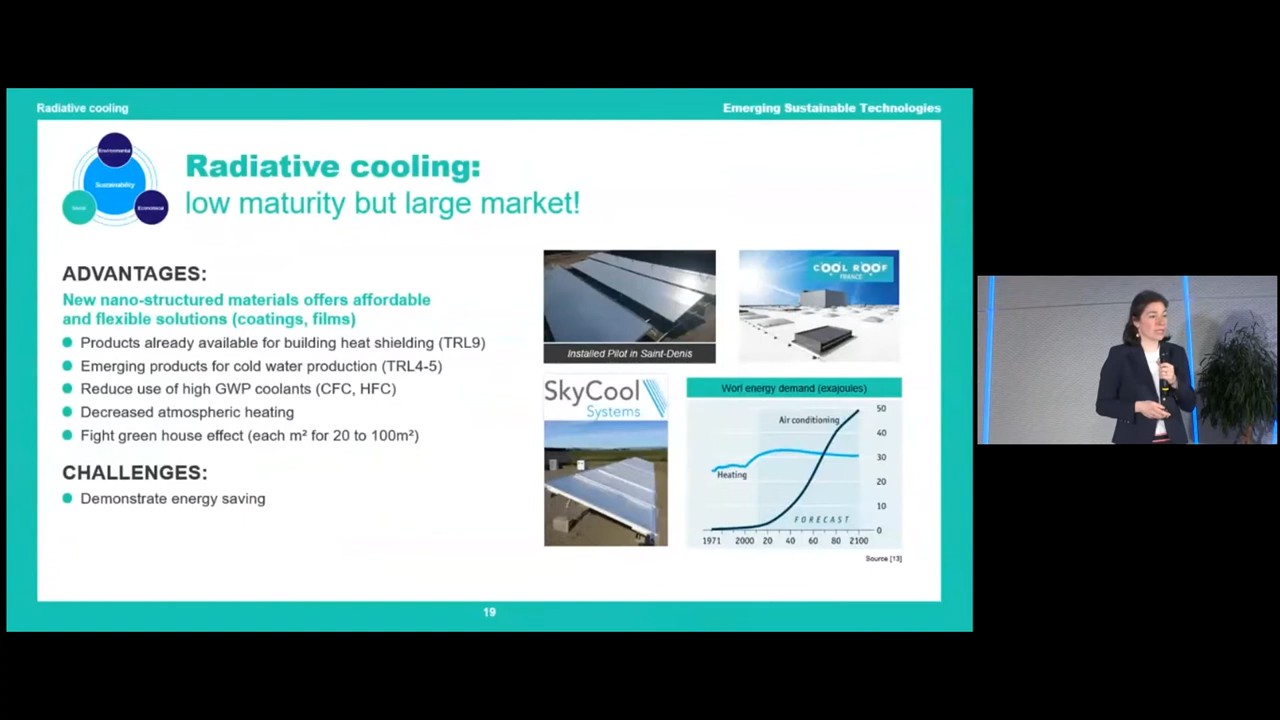 Radiative cooling
Emerging Sustainable Technologies
Environmental
Sustainability
Social
Economical
Radiative cooling:
low maturity but large market!
ADVANTAGES:
New nano-structured materials offers affordable
and flexible solutions (coatings, films)
Products already available for building heat shielding (TRL9)
Emerging products for cold water production (TRL4-5)
Reduce use of high GWP coolants (CFC, HFC)
Decreased atmospheric heating
Fight green house effect (each m² for 20 to 100m²)
CHALLENGES:
Demonstrate energy saving
Installed Pilot in Saint-Denis
COOL ROOF
FRANCE
SkyCool
Systems
Worl energy demand (exajoules)
Air conditioning
Heating
FORECAST
50
40
30
20
10
0
1971 2000 20 40 60 80 2100
Source [13]
19